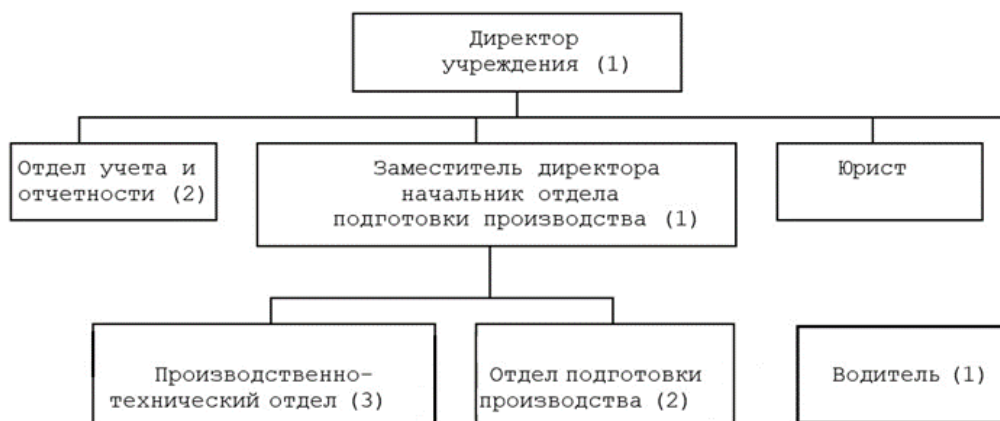 Директор
учреждения (1)
Отдел учета и
отчетности (2)
Заместитель директора
начальник отдела
подготовки производства (1)
Юрист
Производственно-
технический отдел (3)
Отдел подготовки
производства (2)
Водитель (1)